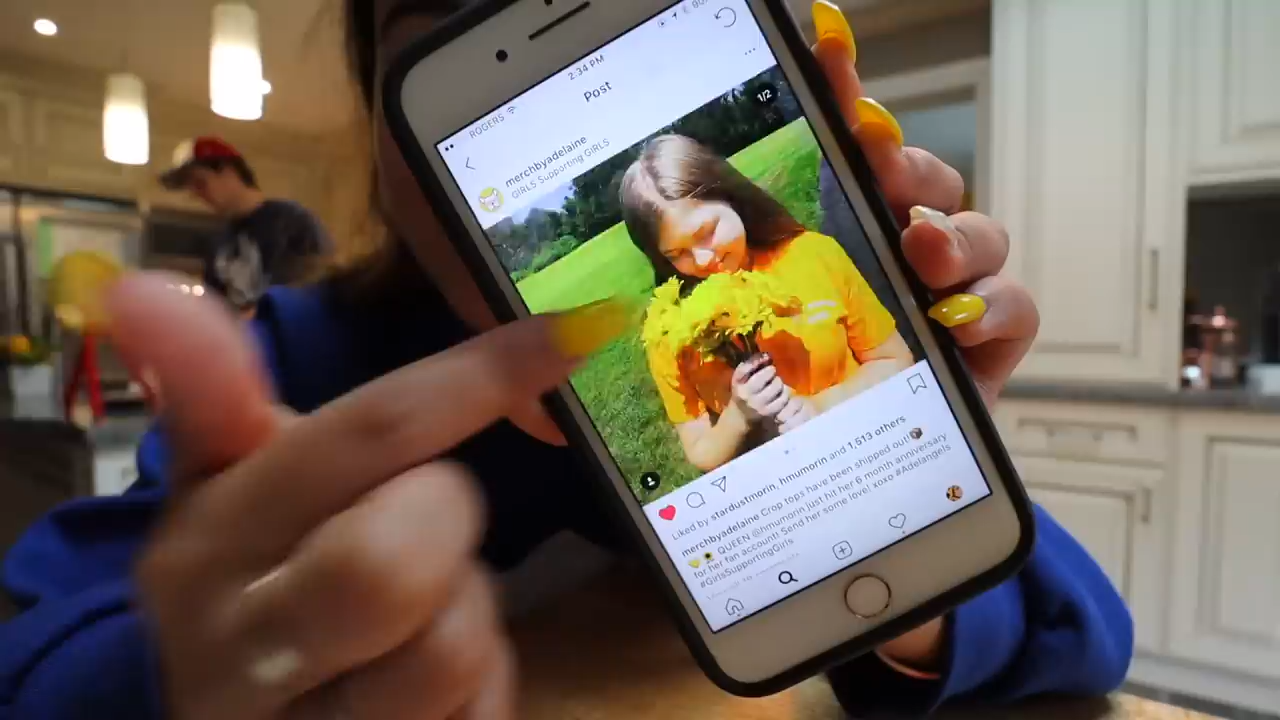 ROGERS
2:34 PM
Post
merchbyadelaine
GIRLS Supporting GIRLS
1/2
Liked by stardustmorin_hmumorin and 1,513 others
merchbyadelaine Crop tops have been shipped out!📦
💛🌻 QUEEN @hmumorin just hit her 6 month anniversary
for her fan account! Send her some love! xoxo #Adelangels
#GirlsSupportingGirls